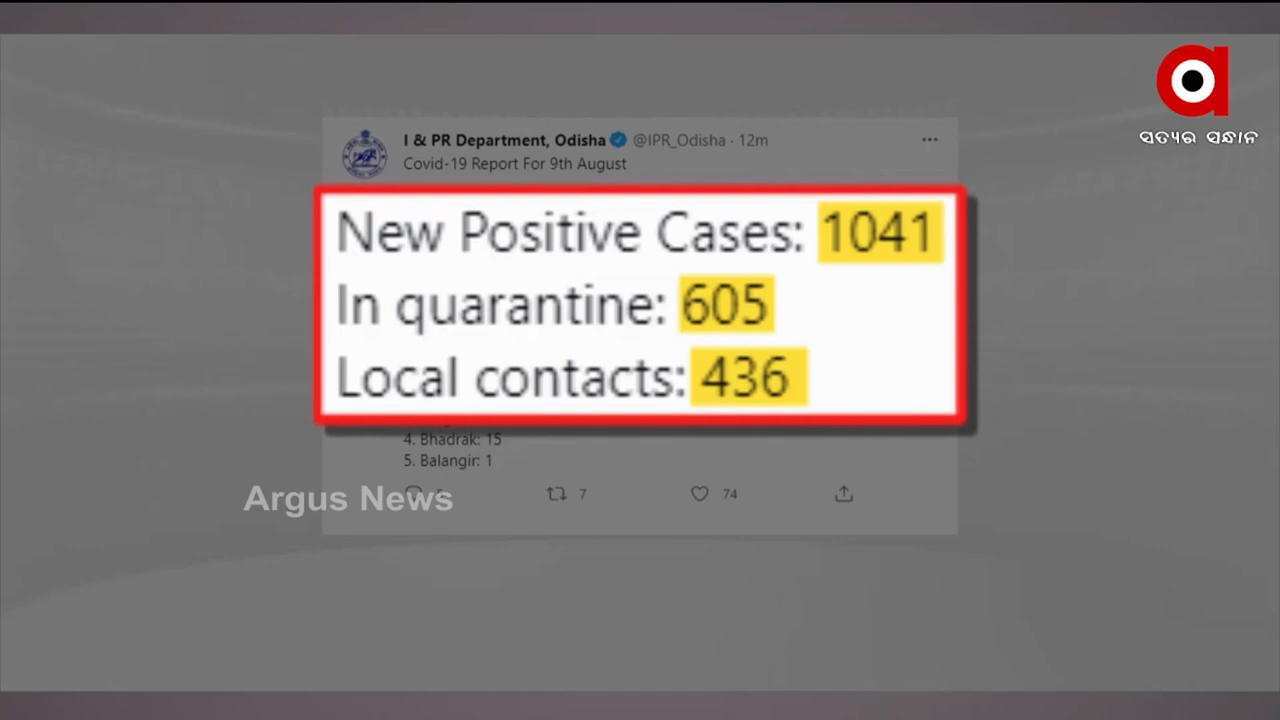 ସତ୍ୟର ସନ୍ଧାନ
I & PR Department, Odisha @IPR_Odisha · 12m
Covid-19 Report For 9th August
New Positive Cases: 1041
In quarantine: 605
Local contacts: 436
4. Bhadrak: 15
5. Balangir: 1
7 74
Argus News